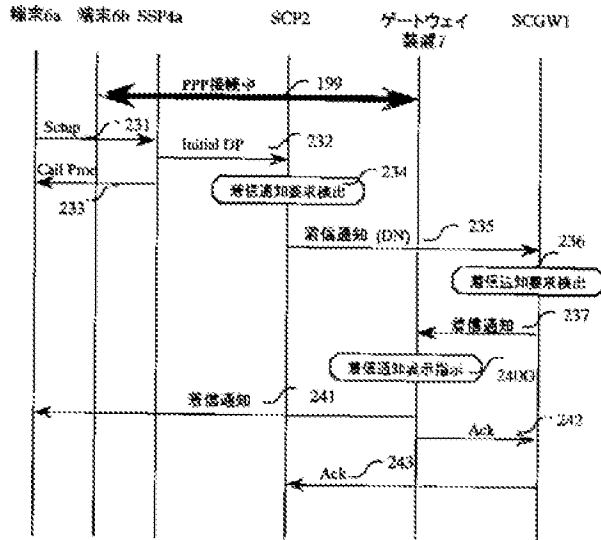 端末6a 端末6b SSP4a SCP2 ゲートウェイ装置7 SCGW1
PPP接続中 199
Setup 231
Initial DP 232
Call Proc 233
着信通知要求検出 234
着信通知 (DN) 235
着信通知要求検出 236
着信通知 237
着信通知表示指示 240G
着信通知 241
Ack 242
Ack 243